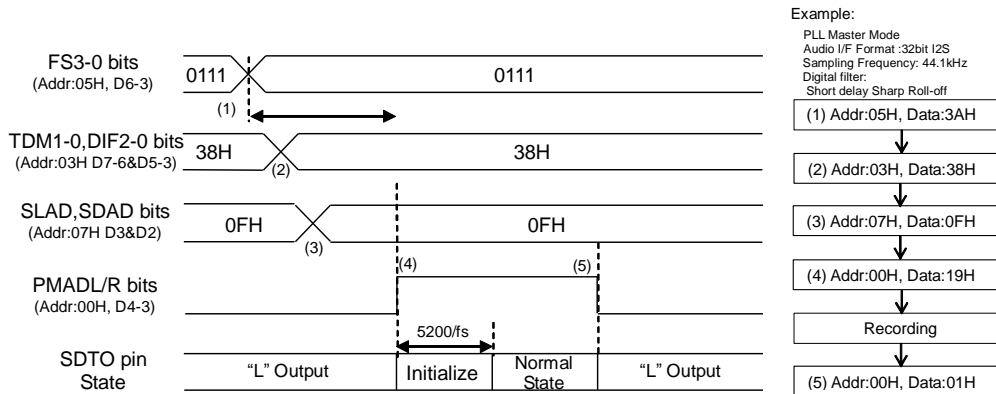 FS3-0 bits
(Addr:05H, D6-3)
0111
0111
(1)
TDM1-0,DIF2-0 bits
(Addr:03H D7-6&D5-3)
38H
38H
(2)
SLAD,SDAD bits
(Addr:07H D3&D2)
0FH
0FH
(3)
PMADL/R bits
(Addr:00H, D4-3)
(4)
(5)
5200/fs
SDTO pin
State
“L” Output
Initialize
Normal
State
“L” Output
Example:
PLL Master Mode
Audio I/F Format :32bit I2S
Sampling Frequency: 44.1kHz
Digital filter:
Short delay Sharp Roll-off
(1) Addr:05H, Data:3AH
(2) Addr:03H, Data:38H
(3) Addr:07H, Data:0FH
(4) Addr:00H, Data:19H
Recording
(5) Addr:00H, Data:01H